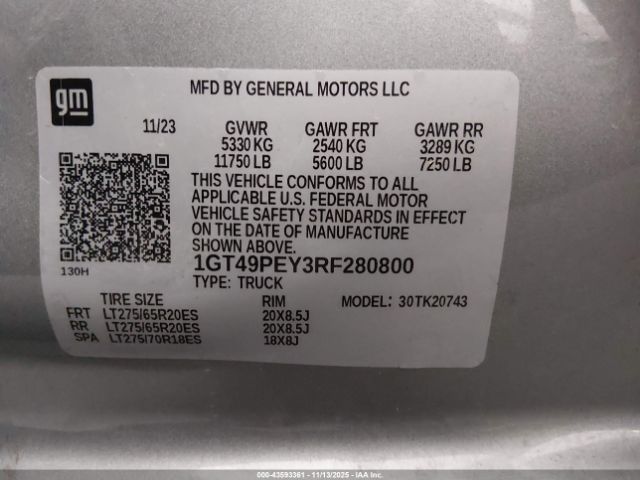 gm
MFD BY GENERAL MOTORS LLC
11/23 GVWR GAWR FRT GAWR RR
5330 KG 2540 KG 3289 KG
11750 LB 5600 LB 7250 LB
THIS VEHICLE CONFORMS TO ALL
APPLICABLE U.S. FEDERAL MOTOR
VEHICLE SAFETY STANDARDS IN EFFECT
ON THE DATE OF MANUFACTURE
SHOWN ABOVE.
130H
1GT49PEY3RF280800
TYPE: TRUCK
TIRE SIZE RIM MODEL: 30TK20743
FRT LT275/65R20ES 20X8.5J
RR LT275/65R20ES 20X8.5J
SPA LT275/70R18ES 18X8J
000-43593361 - 11/13/2025 - IAA Inc.